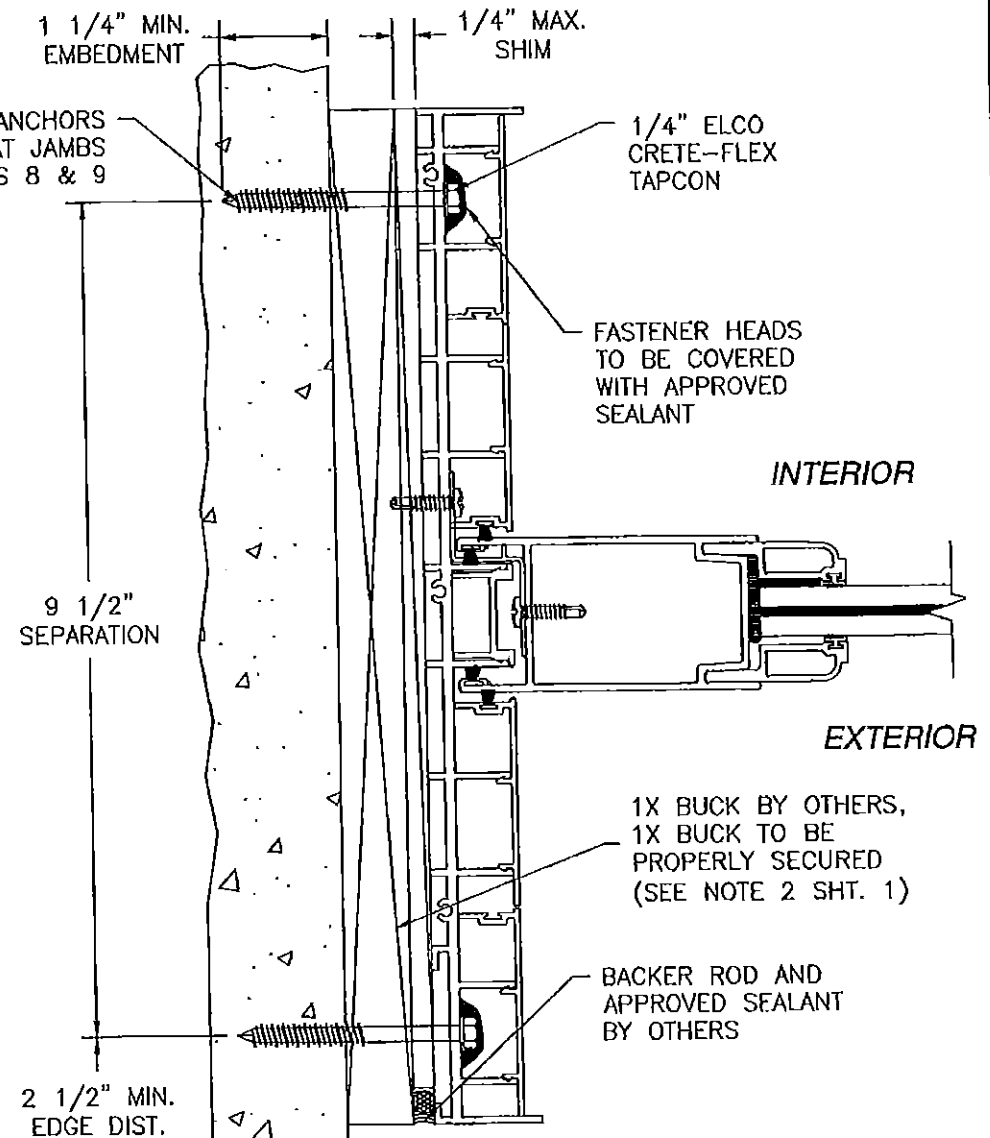 1 1/4" MIN.
EMBEDMENT
1/4" MAX.
SHIM
ANCHORS
AT JAMBS
S 8 & 9
1/4" ELCO
CRETE-FLEX
TAPCON
FASTENER HEADS
TO BE COVERED
WITH APPROVED
SEALANT
INTERIOR
9 1/2"
SEPARATION
EXTERIOR
1X BUCK BY OTHERS,
1X BUCK TO BE
PROPERLY SECURED
(SEE NOTE 2 SHT. 1)
BACKER ROD AND
APPROVED SEALANT
BY OTHERS
2 1/2" MIN.
EDGE DIST.